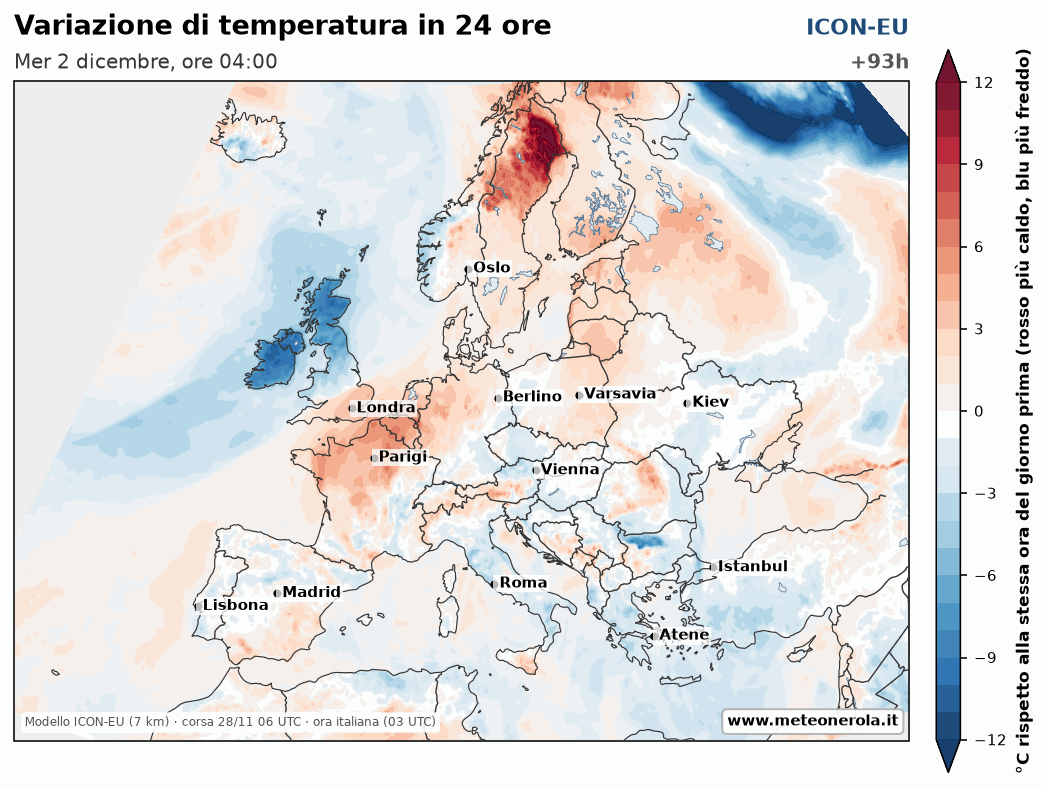 Variazione di temperatura in 24 ore
ICON-EU
Mer 2 dicembre, ore 04:00
+93h
Oslo
Londra
Berlino
Varsavia
Kiev
Parigi
Vienna
Istanbul
Roma
Madrid
Lisbona
Atene
Modello ICON-EU (7 km) · corsa 28/11 06 UTC · ora italiana (03 UTC)
www.meteonerola.it
12
9
6
3
0
−3
−6
−9
−12
°C rispetto alla stessa ora del giorno prima (rosso più caldo, blu più freddo)